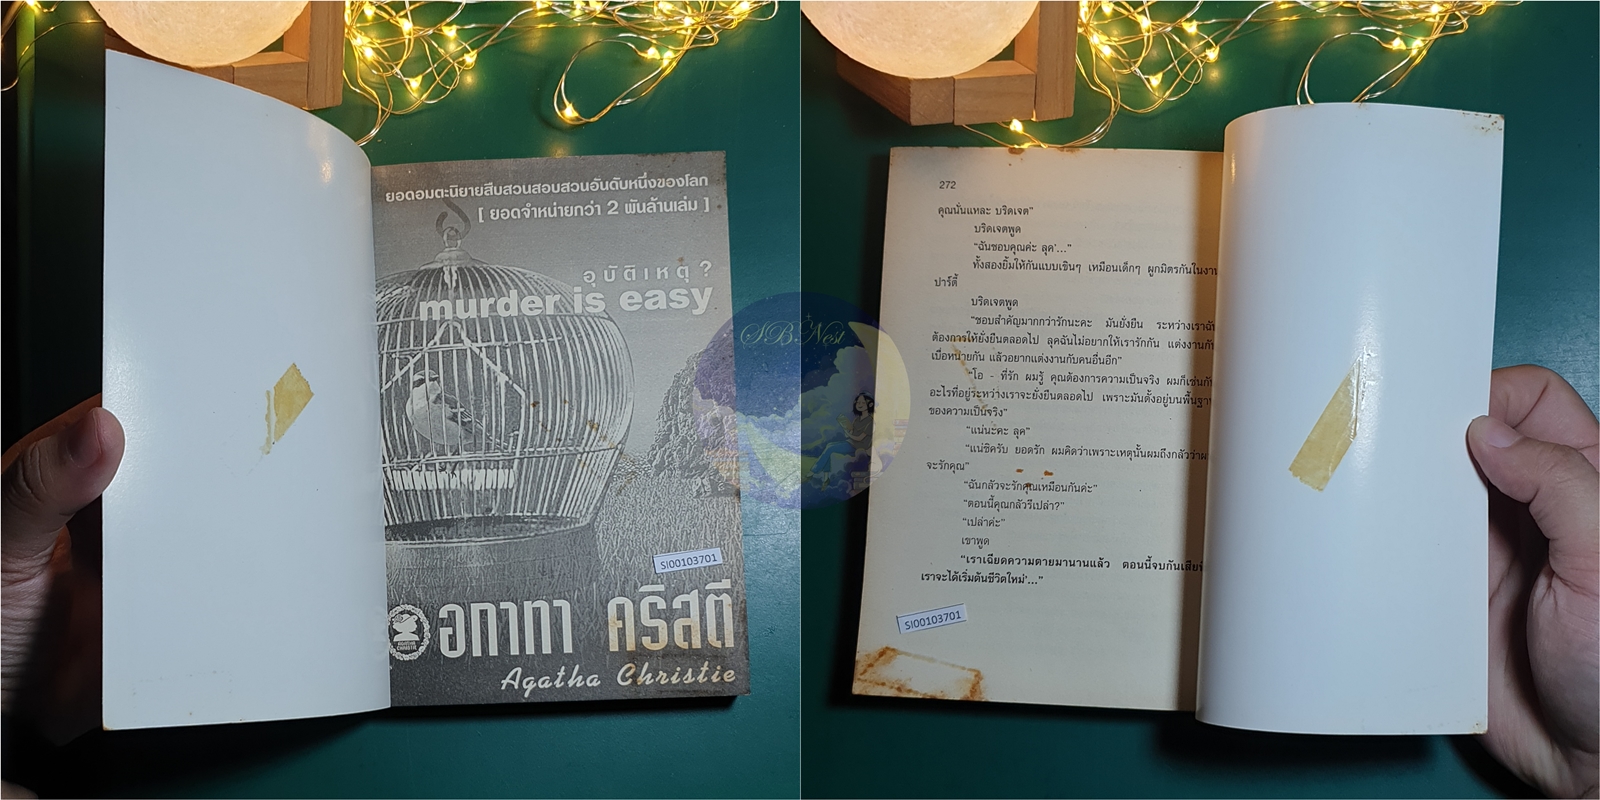 ยอดอมตะนิยายสืบสวนสอบสวนอันดับหนึ่งของโลก
[ ยอดจำหน่ายกว่า 2 พันล้านเล่ม ]
อุบัติเหตุ ?
murder is easy
SI00103701
AGATHA
CHRISTIE
อกาทา คริสตี
Agatha Christie
SB Nest
272
คุณนั่นแหละ บริดเจต"
บริดเจตพูด
"ฉันชอบคุณค่ะ ลุค'..."
ทั้งสองยิ้มให้กันแบบเขินๆ เหมือนเด็กๆ ผูกมิตรกันในงาน
ปาร์ตี้
บริดเจตพูด
"ชอบสำคัญมากกว่ารักนะคะ มันยั่งยืน ระหว่างเราฉัน
ต้องการให้ยั่งยืนตลอดไป ลุคฉันไม่อยากให้เรารักกัน แต่งงานกัน
เบื่อหน่ายกัน แล้วอยากแต่งงานกับคนอื่นอีก"
"โอ - ที่รัก ผมรู้ คุณต้องการความเป็นจริง ผมก็เช่นกัน
อะไรที่อยู่ระหว่างเราจะยั่งยืนตลอดไป เพราะมันตั้งอยู่บนพื้นฐาน
ของความเป็นจริง"
"แน่นะคะ ลุค"
"แน่ซิครับ ยอดรัก ผมคิดว่าเพราะเหตุนั้นผมถึงกลัวว่า
จะรักคุณ"
"ฉันกลัวจะรักคุณเหมือนกันค่ะ"
"ตอนนี้คุณกลัวรึเปล่า?"
"เปล่าค่ะ"
เขาพูด
"เราเฉียดความตายมานานแล้ว ตอนนี้จบกันเสีย
เราจะได้เริ่มต้นชีวิตใหม่'..."
SI00103701